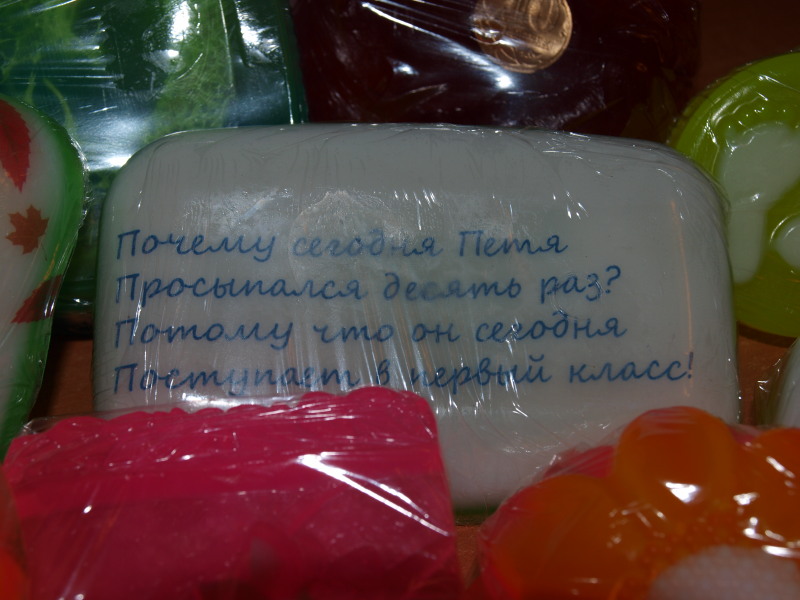 Почему сегодня Петя
Просыпался десять раз?
Потому что он сегодня
Поступает в первый класс!